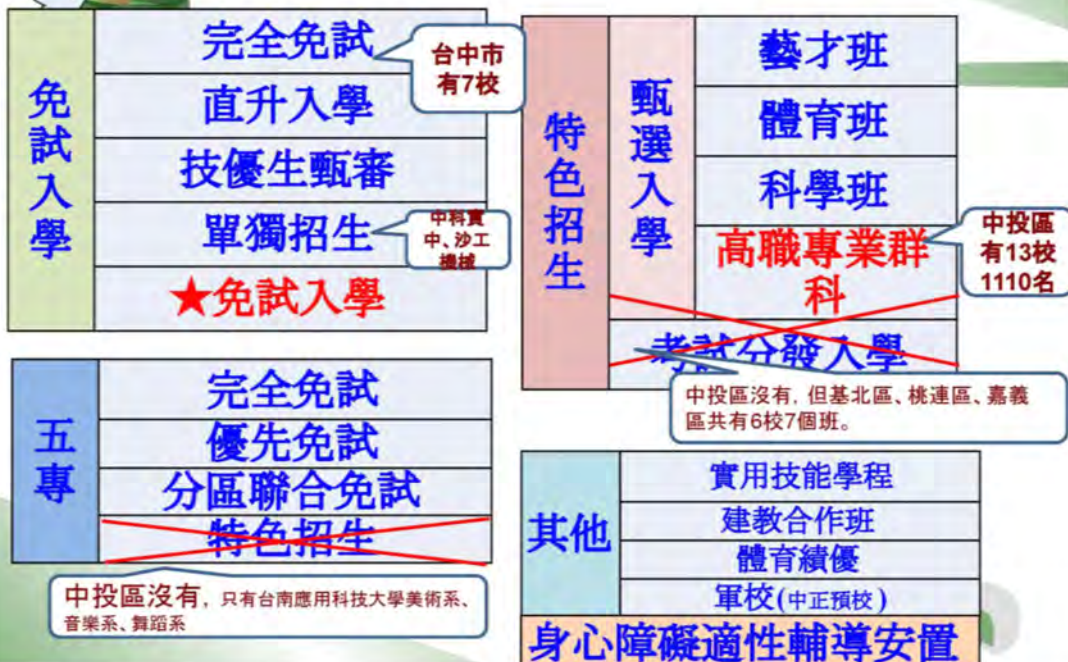 免試入學
完全免試
台中市
有7校
直升入學
技優生甄審
單獨招生
中科實
中、沙工
機械
★免試入學
五專
完全免試
優先免試
分區聯合免試
特色招生
中投區沒有, 只有台南應用科技大學美術系、
音樂系、舞蹈系
特色招生
甄選入學
藝才班
體育班
科學班
高職專業群
科
中投區
有13校
1110名
考試分發入學
中投區沒有, 但基北區、桃連區、嘉義
區共有6校7個班。
其他
實用技能學程
建教合作班
體育績優
軍校(中正預校)
身心障礙適性輔導安置